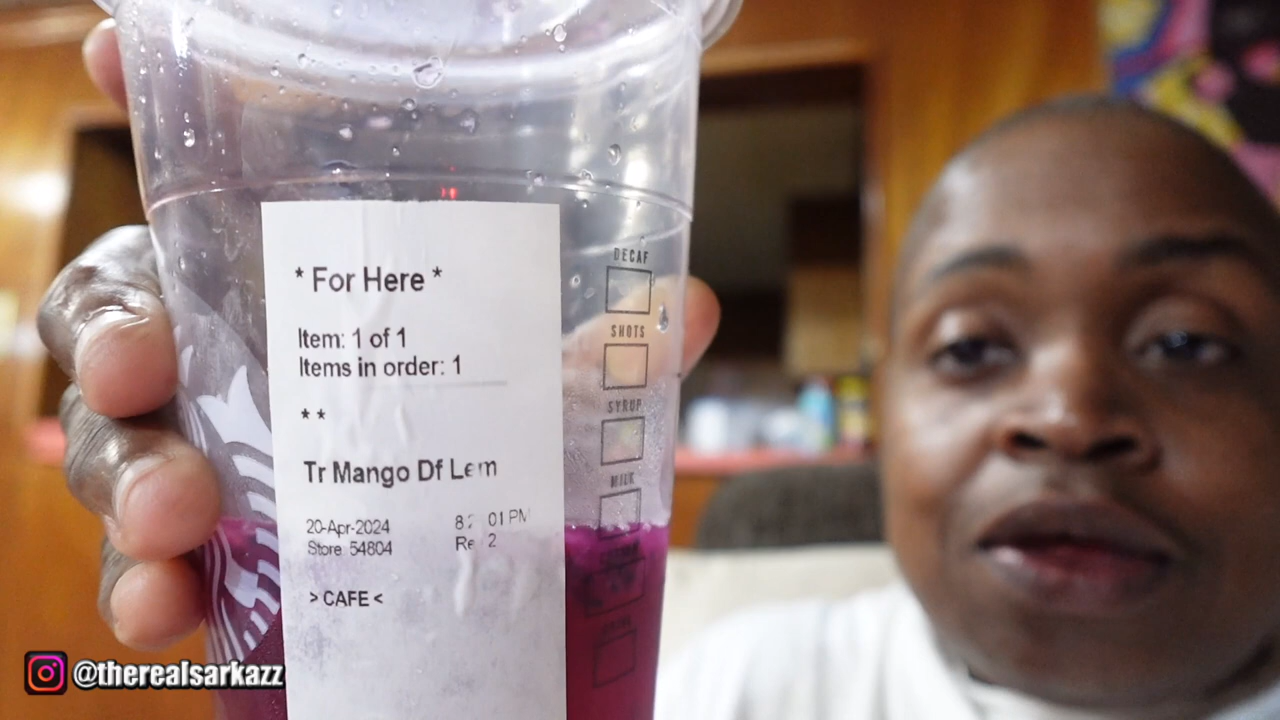 * For Here *
Item: 1 of 1
Items in order: 1
* *
Tr Mango Df Lem
20-Apr-2024
Store: 54804
> CAFE <
DECAF
SHOTS
SYRUP
MILK
@therealsarkazz